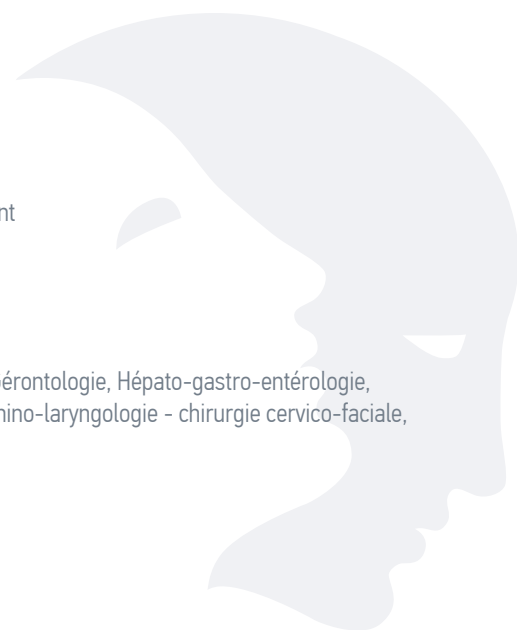 nt
érontologie, Hépato-gastro-entérologie,
hino-laryngologie - chirurgie cervico-faciale,